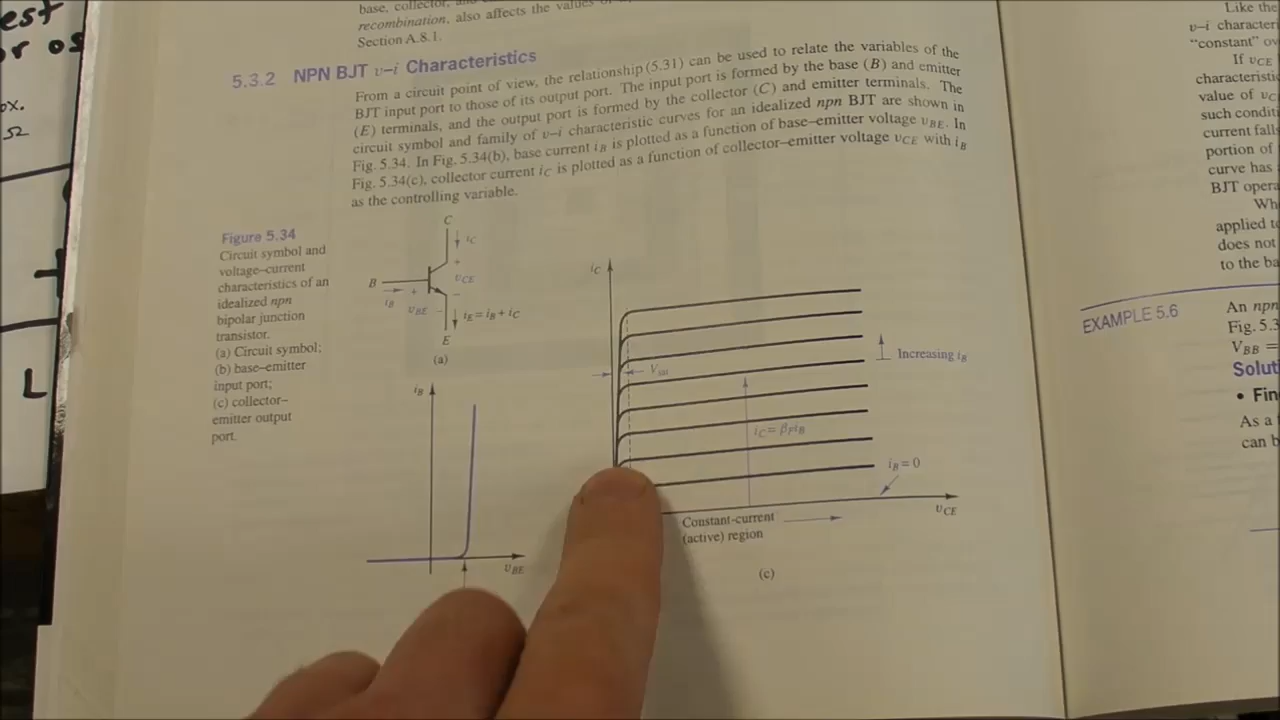 est
or os
ox.
Ω
L
base, collector, and
recombination, also affects the values of
Section A.8.1.
5.3.2 NPN BJT v–i Characteristics
From a circuit point of view, the relationship (5.31) can be used to relate the variables of the
BJT input port to those of its output port. The input port is formed by the base (B) and emitter
(E) terminals, and the output port is formed by the collector (C) and emitter terminals. The
circuit symbol and family of v–i characteristic curves for an idealized npn BJT are shown in
Fig. 5.34. In Fig. 5.34(b), base current iB is plotted as a function of base–emitter voltage vBE. In
Fig. 5.34(c), collector current iC is plotted as a function of collector–emitter voltage vCE with iB
as the controlling variable.
Figure 5.34
Circuit symbol and
voltage–current
characteristics of an
idealized npn
bipolar junction
transistor.
(a) Circuit symbol;
(b) base–emitter
input port;
(c) collector–
emitter output
port.
C
iC
+
vCE
–
B
iB
+
vBE
–
iE = iB + iC
E
(a)
iB
vBE
iC
Vsat
Increasing iB
iC = βFiB
iB = 0
vCE
Constant-current
(active) region
(c)
Like the
v–i character
"constant" ov
If vCE
characteristic
value of vC
such condit
current falls
portion of
curve has
BJT opera
Wh
applied to
does not
to the ba
EXAMPLE 5.6
An npn
Fig. 5.3
VBB =
Solut
• Fin
As a
can b